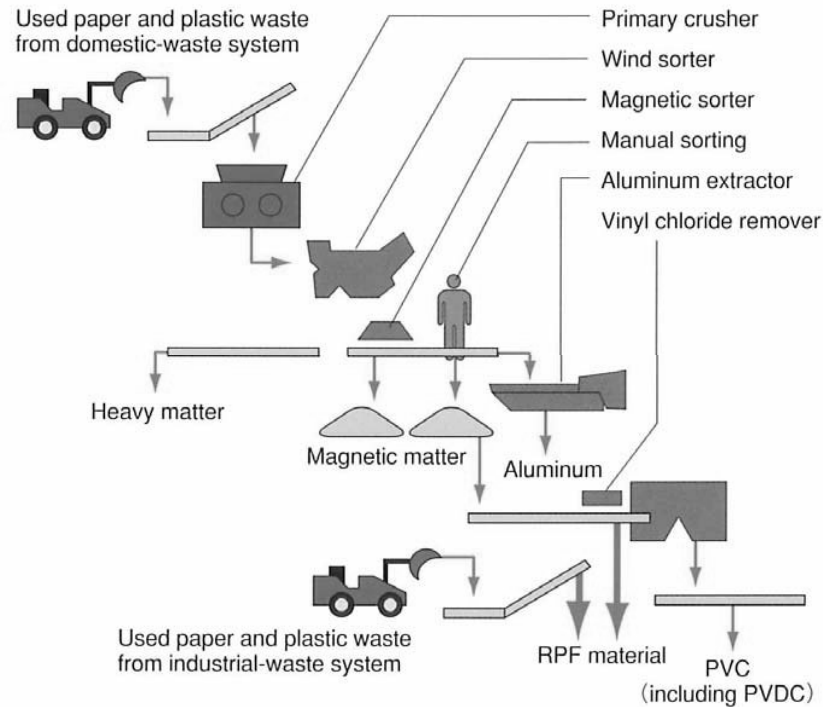 Used paper and plastic waste
from domestic-waste system
Primary crusher
Wind sorter
Magnetic sorter
Manual sorting
Aluminum extractor
Vinyl chloride remover
Heavy matter
Magnetic matter
Aluminum
Used paper and plastic waste
from industrial-waste system
RPF material
PVC
(including PVDC)